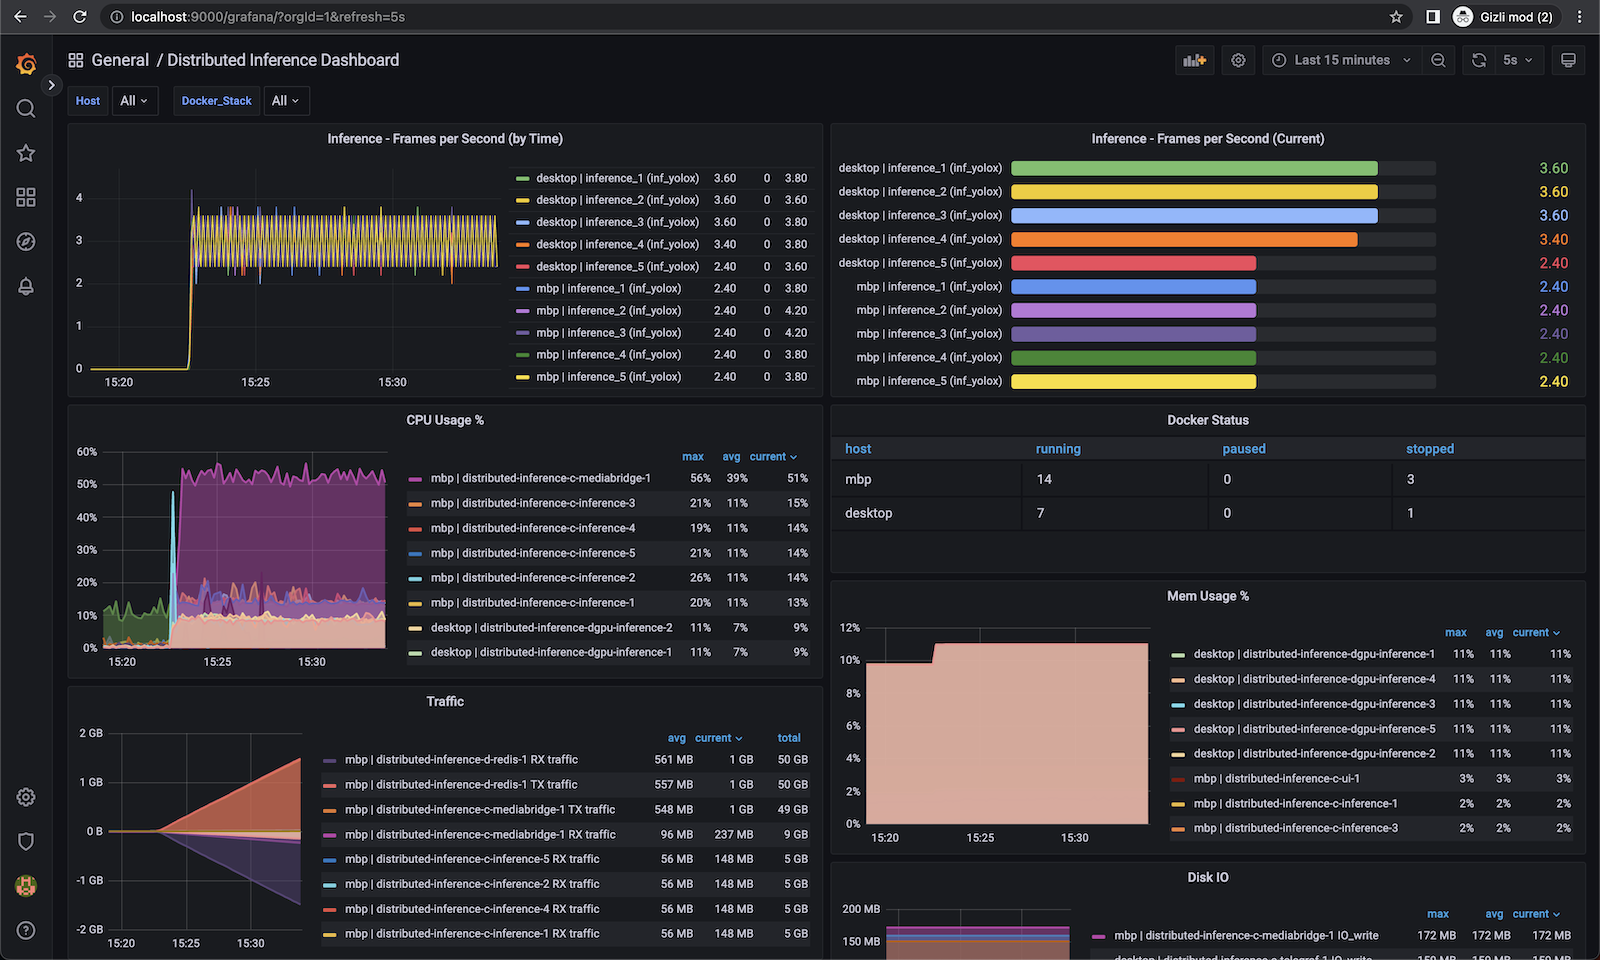 localhost:9000/grafana/?orgId=1&refresh=5s
Gizli mod (2)
General / Distributed Inference Dashboard
Last 15 minutes
5s
Host All Docker_Stack All
Inference - Frames per Second (by Time)
4
3
2
1
0
15:20 15:25 15:30
desktop | inference_1 (inf_yolox) 3.60 0 3.80
desktop | inference_2 (inf_yolox) 3.60 0 3.60
desktop | inference_3 (inf_yolox) 3.60 0 3.80
desktop | inference_4 (inf_yolox) 3.40 0 3.80
desktop | inference_5 (inf_yolox) 2.40 0 3.60
mbp | inference_1 (inf_yolox) 2.40 0 3.80
mbp | inference_2 (inf_yolox) 2.40 0 4.20
mbp | inference_3 (inf_yolox) 2.40 0 4.20
mbp | inference_4 (inf_yolox) 2.40 0 3.80
mbp | inference_5 (inf_yolox) 2.40 0 3.80
Inference - Frames per Second (Current)
desktop | inference_1 (inf_yolox) 3.60
desktop | inference_2 (inf_yolox) 3.60
desktop | inference_3 (inf_yolox) 3.60
desktop | inference_4 (inf_yolox) 3.40
desktop | inference_5 (inf_yolox) 2.40
mbp | inference_1 (inf_yolox) 2.40
mbp | inference_2 (inf_yolox) 2.40
mbp | inference_3 (inf_yolox) 2.40
mbp | inference_4 (inf_yolox) 2.40
mbp | inference_5 (inf_yolox) 2.40
CPU Usage %
60%
50%
40%
30%
20%
10%
0%
15:20 15:25 15:30
max avg current
mbp | distributed-inference-c-mediabridge-1 56% 39% 51%
mbp | distributed-inference-c-inference-3 21% 11% 15%
mbp | distributed-inference-c-inference-4 19% 11% 14%
mbp | distributed-inference-c-inference-5 21% 11% 14%
mbp | distributed-inference-c-inference-2 26% 11% 14%
mbp | distributed-inference-c-inference-1 20% 11% 13%
desktop | distributed-inference-dgpu-inference-2 11% 7% 9%
desktop | distributed-inference-dgpu-inference-1 11% 7% 9%
Docker Status
host running paused stopped
mbp 14 0 3
desktop 7 0 1
Mem Usage %
12%
10%
8%
6%
4%
2%
0%
15:20 15:25 15:30
max avg current
desktop | distributed-inference-dgpu-inference-1 11% 11% 11%
desktop | distributed-inference-dgpu-inference-4 11% 11% 11%
desktop | distributed-inference-dgpu-inference-3 11% 11% 11%
desktop | distributed-inference-dgpu-inference-5 11% 11% 11%
desktop | distributed-inference-dgpu-inference-2 11% 11% 11%
mbp | distributed-inference-c-ui-1 3% 3% 3%
mbp | distributed-inference-c-inference-1 2% 2% 2%
mbp | distributed-inference-c-inference-3 2% 2% 2%
Traffic
2 GB
1 GB
0 B
-1 GB
-2 GB
15:20 15:25 15:30
avg current total
mbp | distributed-inference-d-redis-1 RX traffic 561 MB 1 GB 50 GB
mbp | distributed-inference-d-redis-1 TX traffic 557 MB 1 GB 50 GB
mbp | distributed-inference-c-mediabridge-1 TX traffic 548 MB 1 GB 49 GB
mbp | distributed-inference-c-mediabridge-1 RX traffic 96 MB 237 MB 9 GB
mbp | distributed-inference-c-inference-5 RX traffic 56 MB 148 MB 5 GB
mbp | distributed-inference-c-inference-2 RX traffic 56 MB 148 MB 5 GB
mbp | distributed-inference-c-inference-4 RX traffic 56 MB 148 MB 5 GB
mbp | distributed-inference-c-inference-1 RX traffic 56 MB 148 MB 5 GB
Disk IO
200 MB
150 MB
max avg current
mbp | distributed-inference-c-mediabridge-1 IO_write 172 MB 172 MB 172 MB